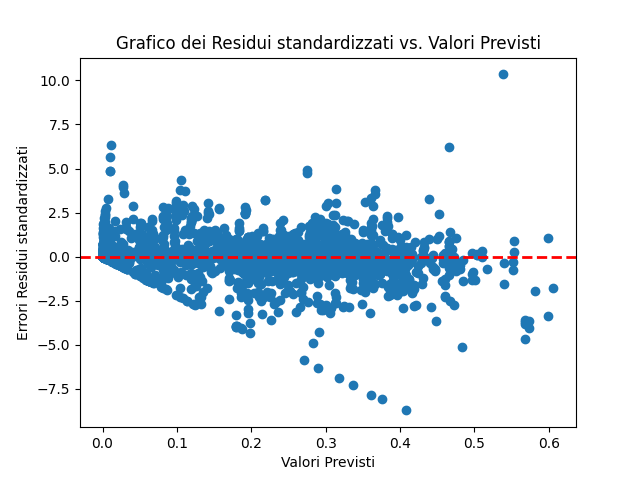 Grafico dei Residui standardizzati vs. Valori Previsti
10.0
7.5
5.0
2.5
0.0
−2.5
−5.0
−7.5
Errori Residui standardizzati
0.0 0.1 0.2 0.3 0.4 0.5 0.6
Valori Previsti